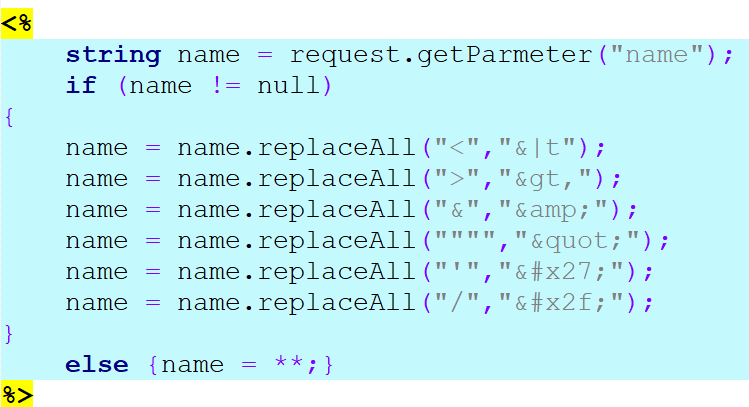 <%
string name = request.getParmeter("name");
if (name != null)
{
name = name.replaceAll("<","&|t");
name = name.replaceAll(">","&gt,");
name = name.replaceAll("&","&amp;");
name = name.replaceAll("""","&quot;");
name = name.replaceAll("'","&#x27;");
name = name.replaceAll("/","&#x2f;");
}
else {name = **;}
%>